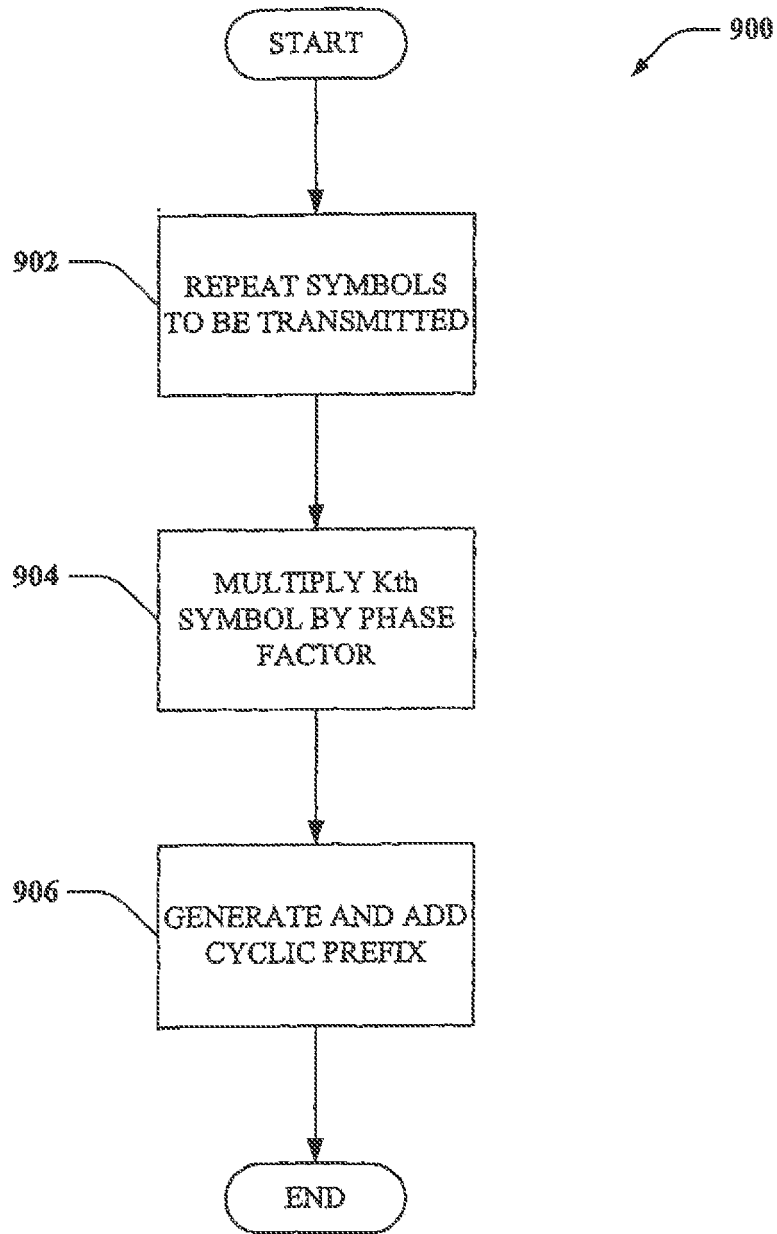 START
900
902
REPEAT SYMBOLS
TO BE TRANSMITTED
904
MULTIPLY Kth
SYMBOL BY PHASE
FACTOR
906
GENERATE AND ADD
CYCLIC PREFIX
END